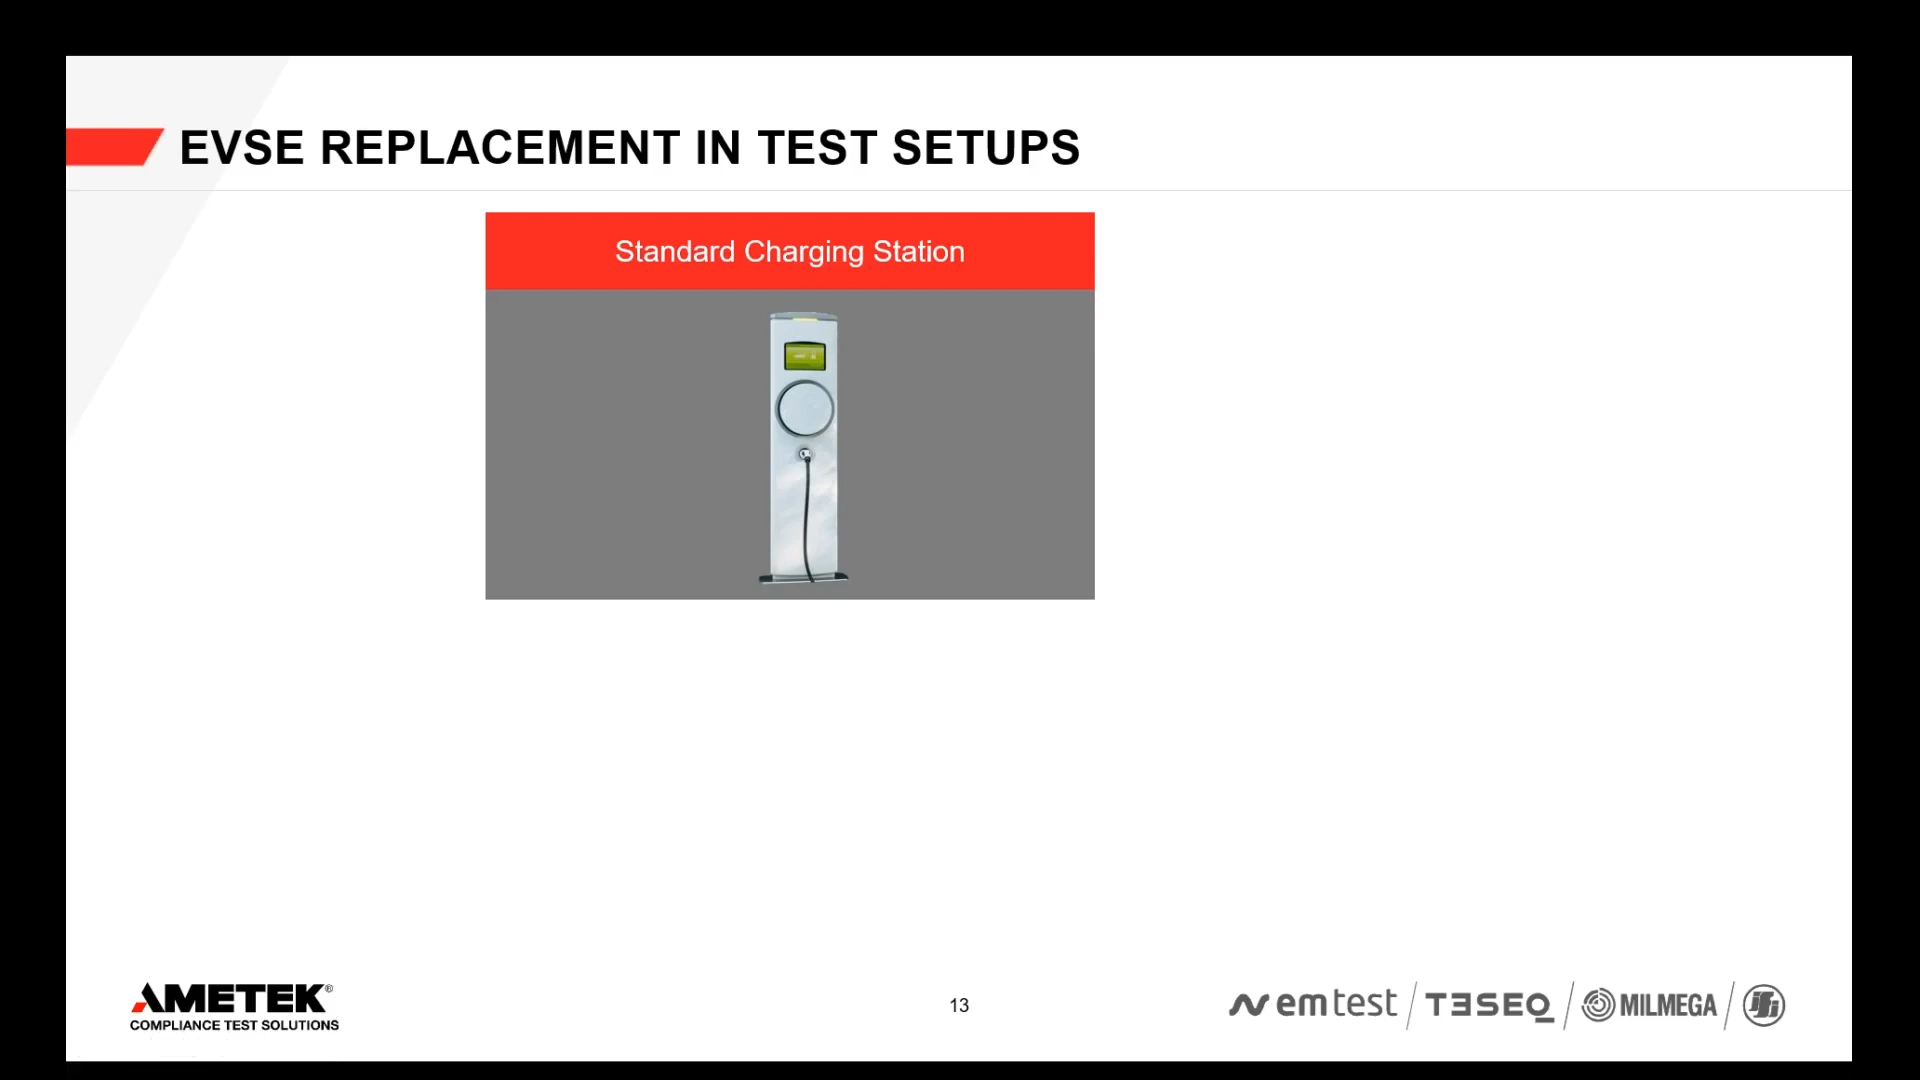 EVSE REPLACEMENT IN TEST SETUPS
Standard Charging Station
AMETEK®
COMPLIANCE TEST SOLUTIONS
13
emtest
TESEQ
MILMEGA